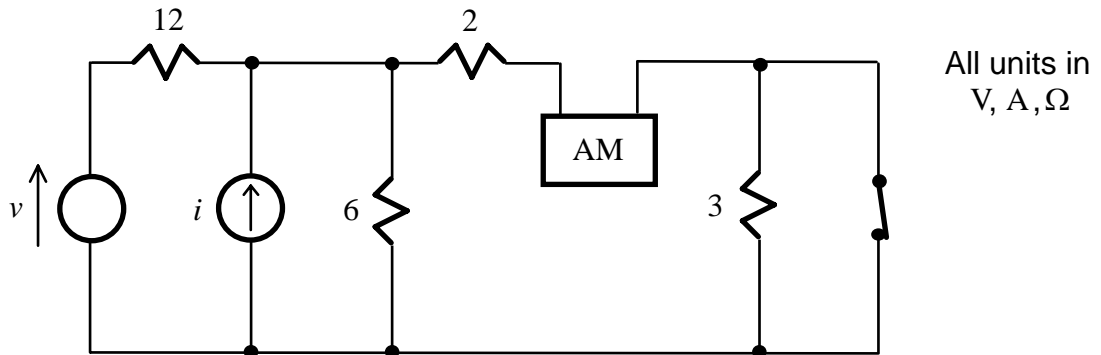 12
2
All units in
V, A, Ω
AM
v
i
6
3